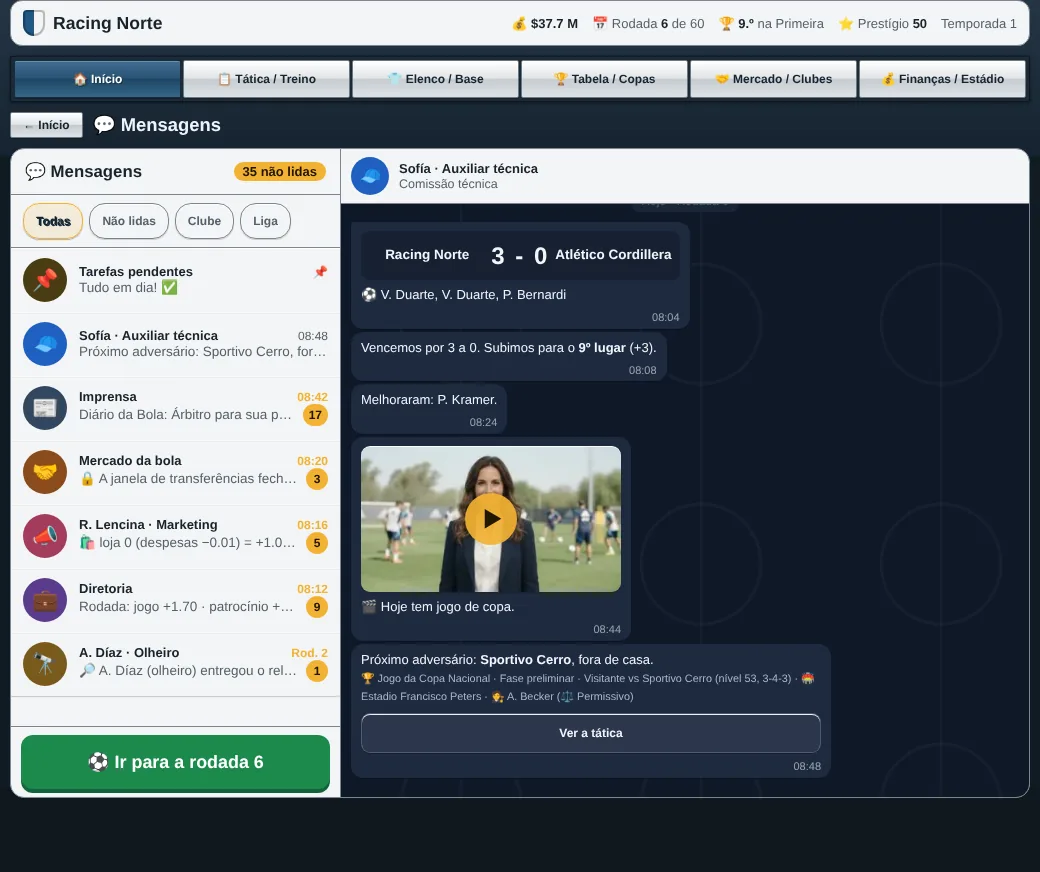 Racing Norte
$37.7 M
Rodada 6 de 60
9.º na Primeira
Prestígio 50
Temporada 1
Início
Tática / Treino
Elenco / Base
Tabela / Copas
Mercado / Clubes
Finanças / Estádio
← Início
Mensagens
Mensagens
35 não lidas
Todas
Não lidas
Clube
Liga
Tarefas pendentes
Tudo em dia! ✅
Sofía · Auxiliar técnica
08:48
Próximo adversário: Sportivo Cerro, for…
Imprensa
08:42
Diário da Bola: Árbitro para sua p…
17
Mercado da bola
08:20
A janela de transferências fech…
3
R. Lencina · Marketing
08:16
loja 0 (despesas −0.01) = +1.0…
5
Diretoria
08:12
Rodada: jogo +1.70 · patrocínio +…
9
A. Díaz · Olheiro
Rod. 2
A. Díaz (olheiro) entregou o rel…
1
Ir para a rodada 6
Sofía · Auxiliar técnica
Comissão técnica
Racing Norte 3 - 0 Atlético Cordillera
V. Duarte, V. Duarte, P. Bernardi
08:04
Vencemos por 3 a 0. Subimos para o 9º lugar (+3).
08:08
Melhoraram: P. Kramer.
08:24
Hoje tem jogo de copa.
08:44
Próximo adversário: Sportivo Cerro, fora de casa.
Jogo da Copa Nacional · Fase preliminar · Visitante vs Sportivo Cerro (nível 53, 3-4-3) ·
Estadio Francisco Peters · A. Becker (⚖️ Permissivo)
Ver a tática
08:48